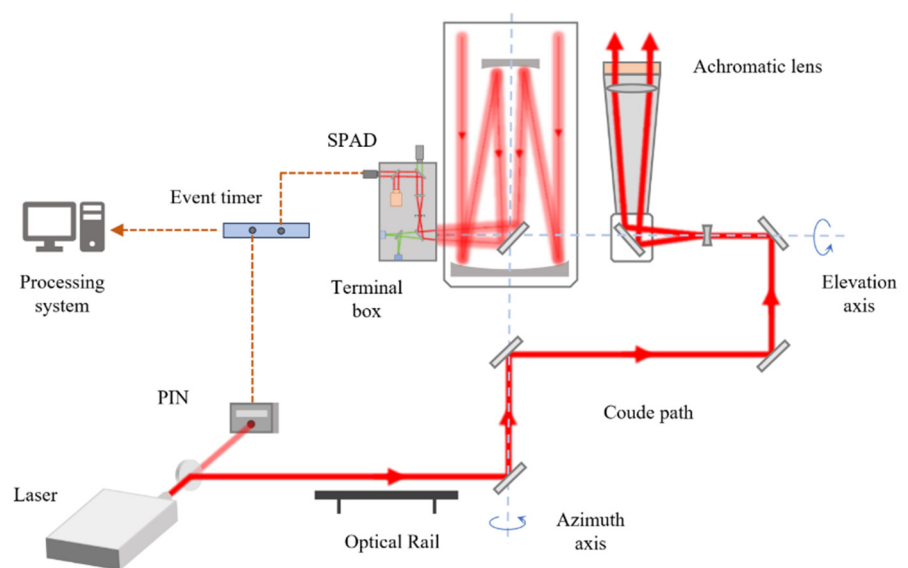 Achromatic lens
SPAD
Event timer
Processing
system
Terminal
box
Elevation
axis
PIN
Coude path
Laser
Optical Rail
Azimuth
axis